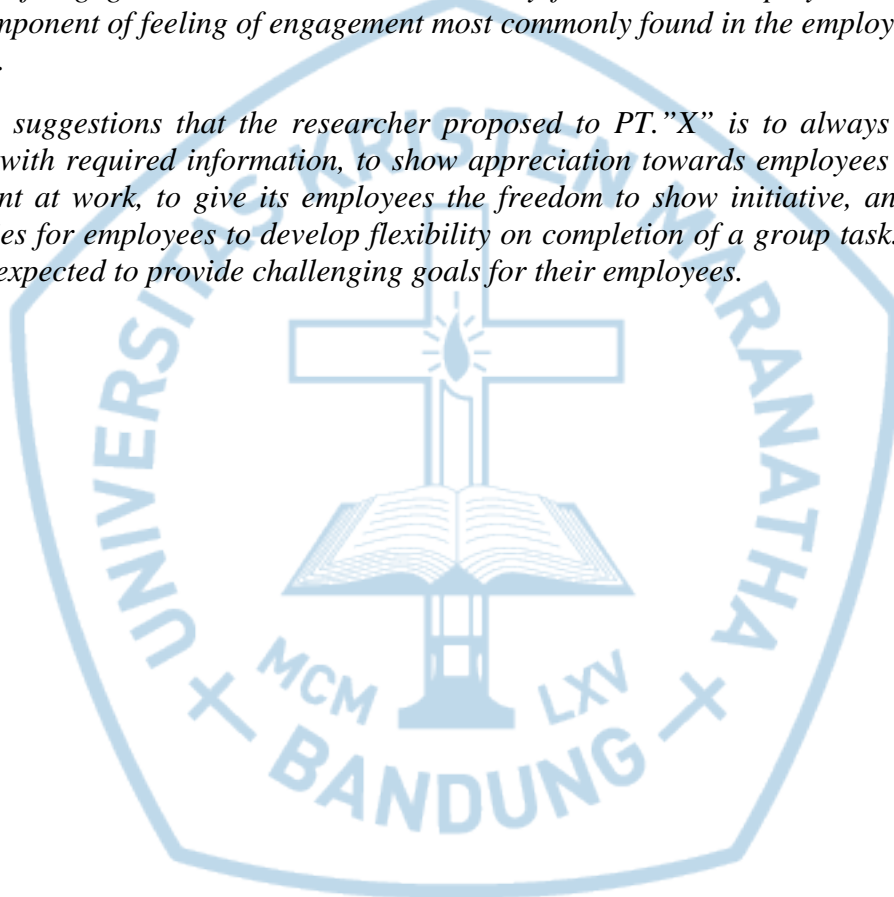 mponent of feeling of engagement most commonly found in the employ
.
suggestions that the researcher proposed to PT.”X” is to always
with required information, to show appreciation towards employees
nt at work, to give its employees the freedom to show initiative, an
es for employees to develop flexibility on completion of a group task.
expected to provide challenging goals for their employees.
UNIVERSITAS KRISTEN MARANATHA
MCM LXV
BANDUNG